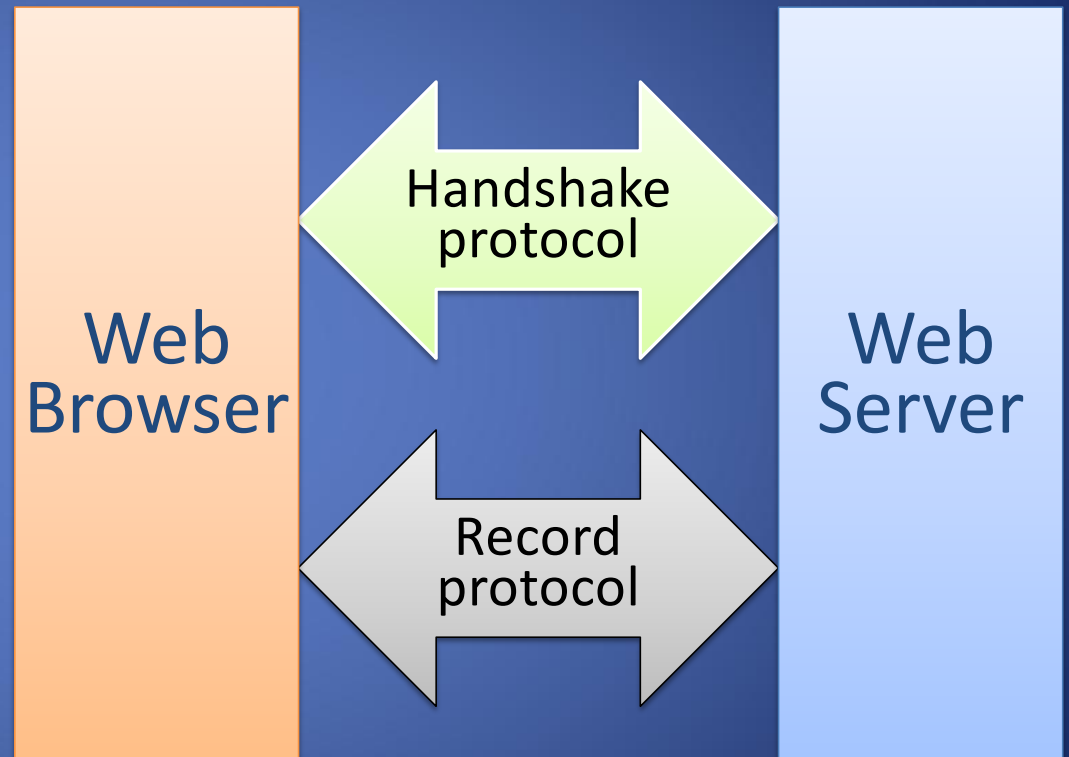 Web
Browser
Handshake
protocol
Record
protocol
Web
Server